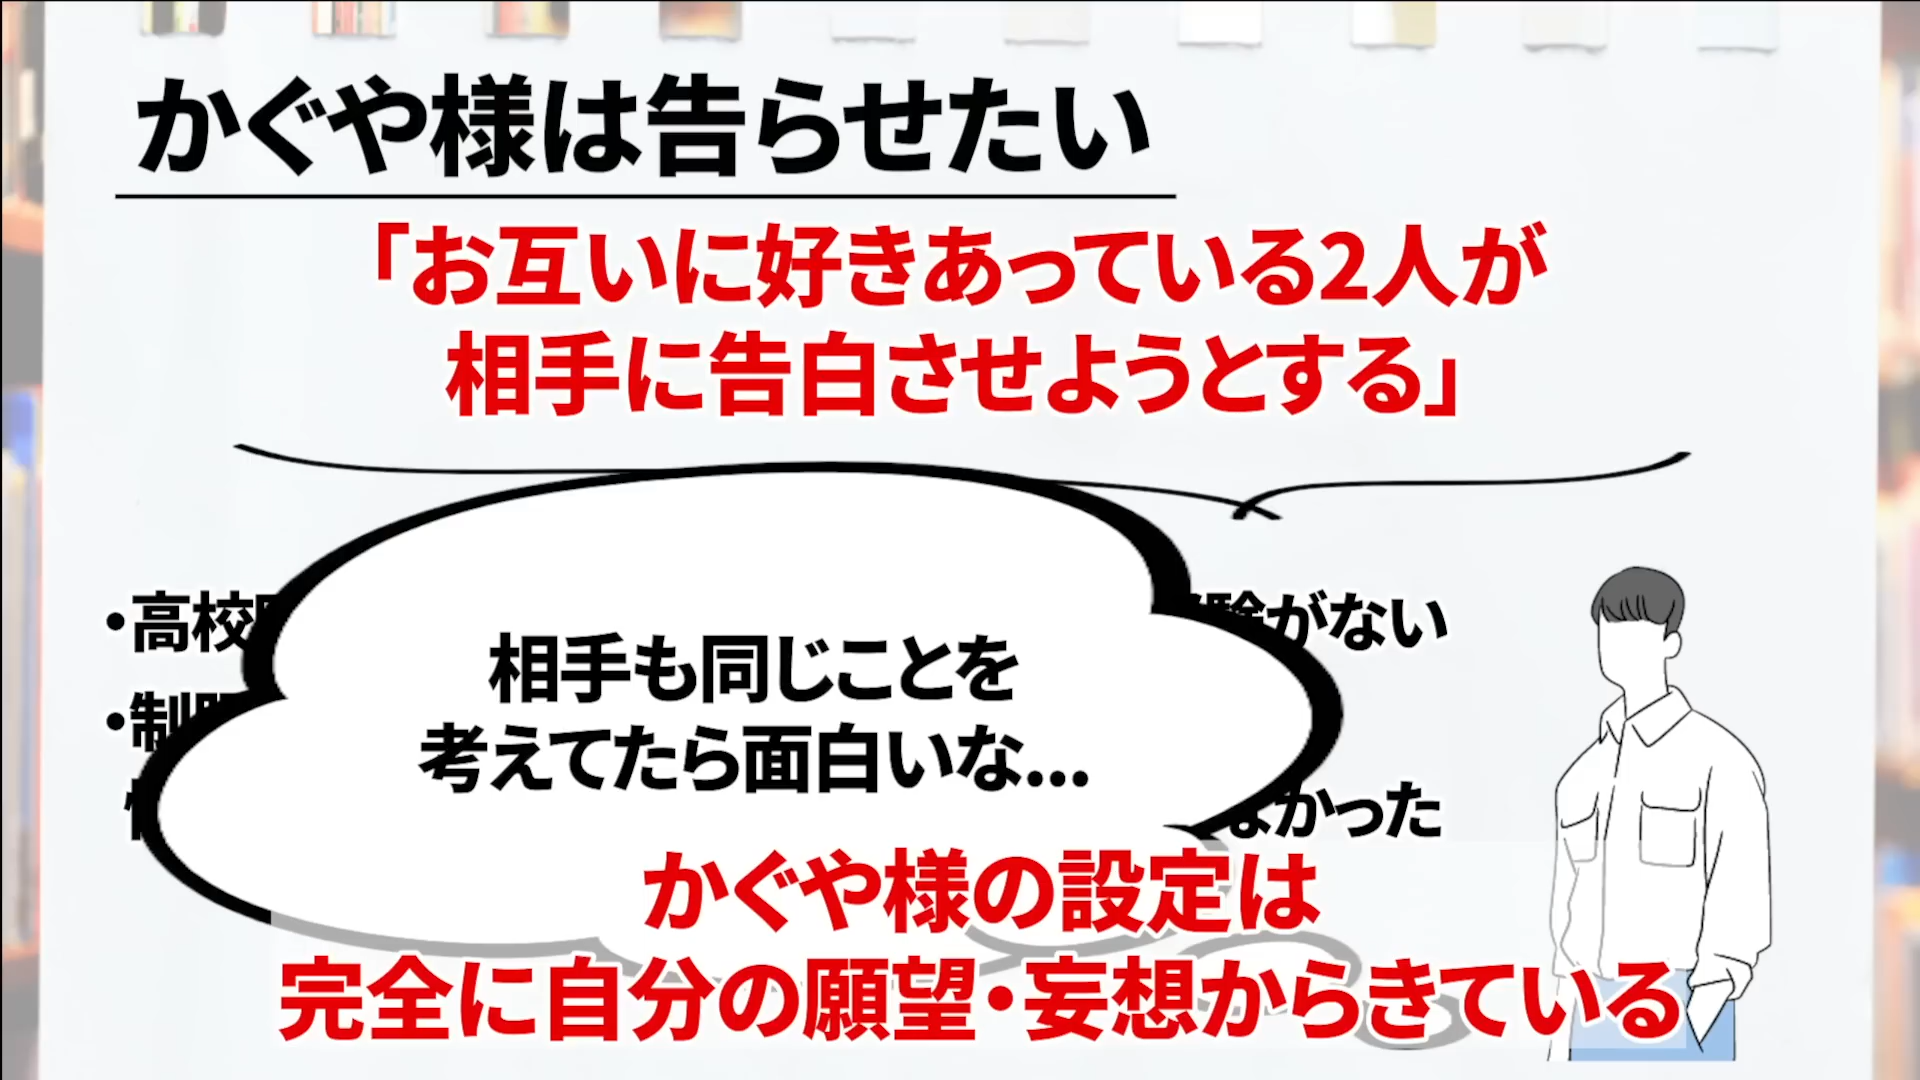 かぐや様は告らせたい
「お互いに好きあっている2人が
相手に告白させようとする」
・高校
験がない
・制服
相手も同じことを
考えてたら面白いな...
なかった
かぐや様の設定は
完全に自分の願望・妄想からきている